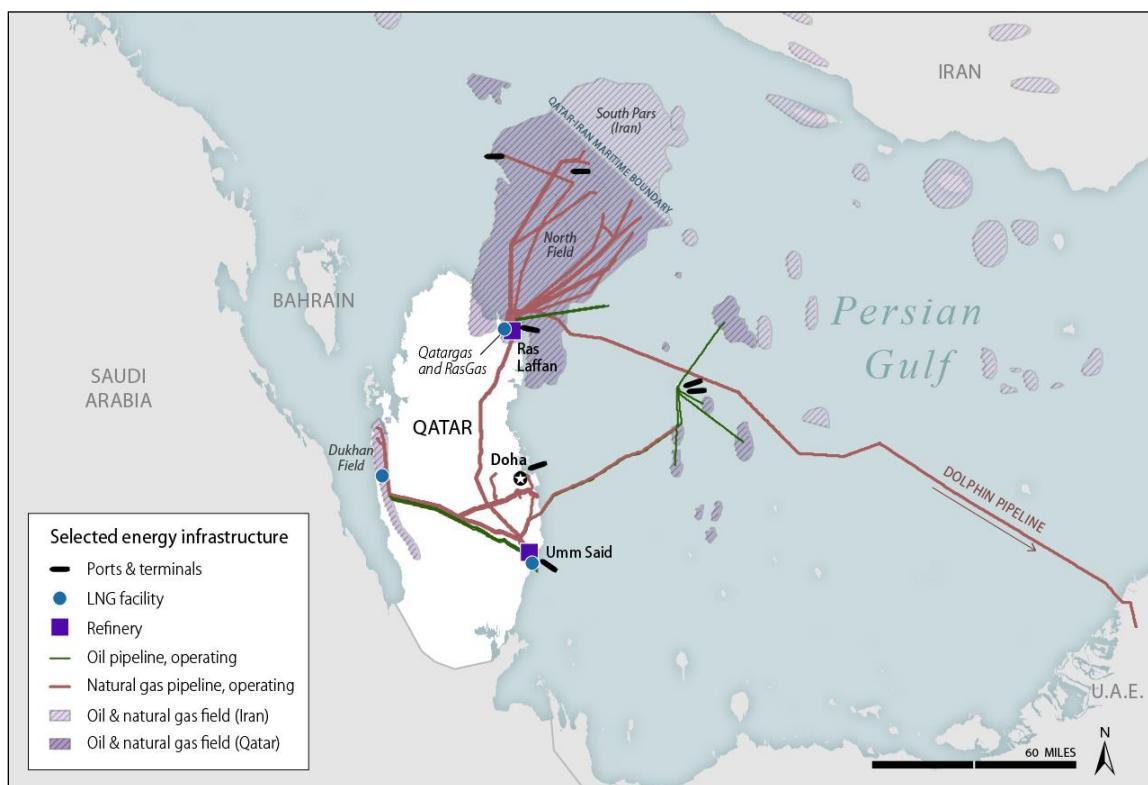 IRAN
South Pars
(Iran)
QATAR-IRAN MARITIME BOUNDARY
North
Field
BAHRAIN
Persian
Gulf
Qatargas
and RasGas
Ras
Laffan
SAUDI
ARABIA
QATAR
Dukhan
Field
Doha
DOLPHIN PIPELINE
Umm Said
U.A.E.
Selected energy infrastructure
Ports & terminals
LNG facility
Refinery
Oil pipeline, operating
Natural gas pipeline, operating
Oil & natural gas field (Iran)
Oil & natural gas field (Qatar)
N
60 MILES